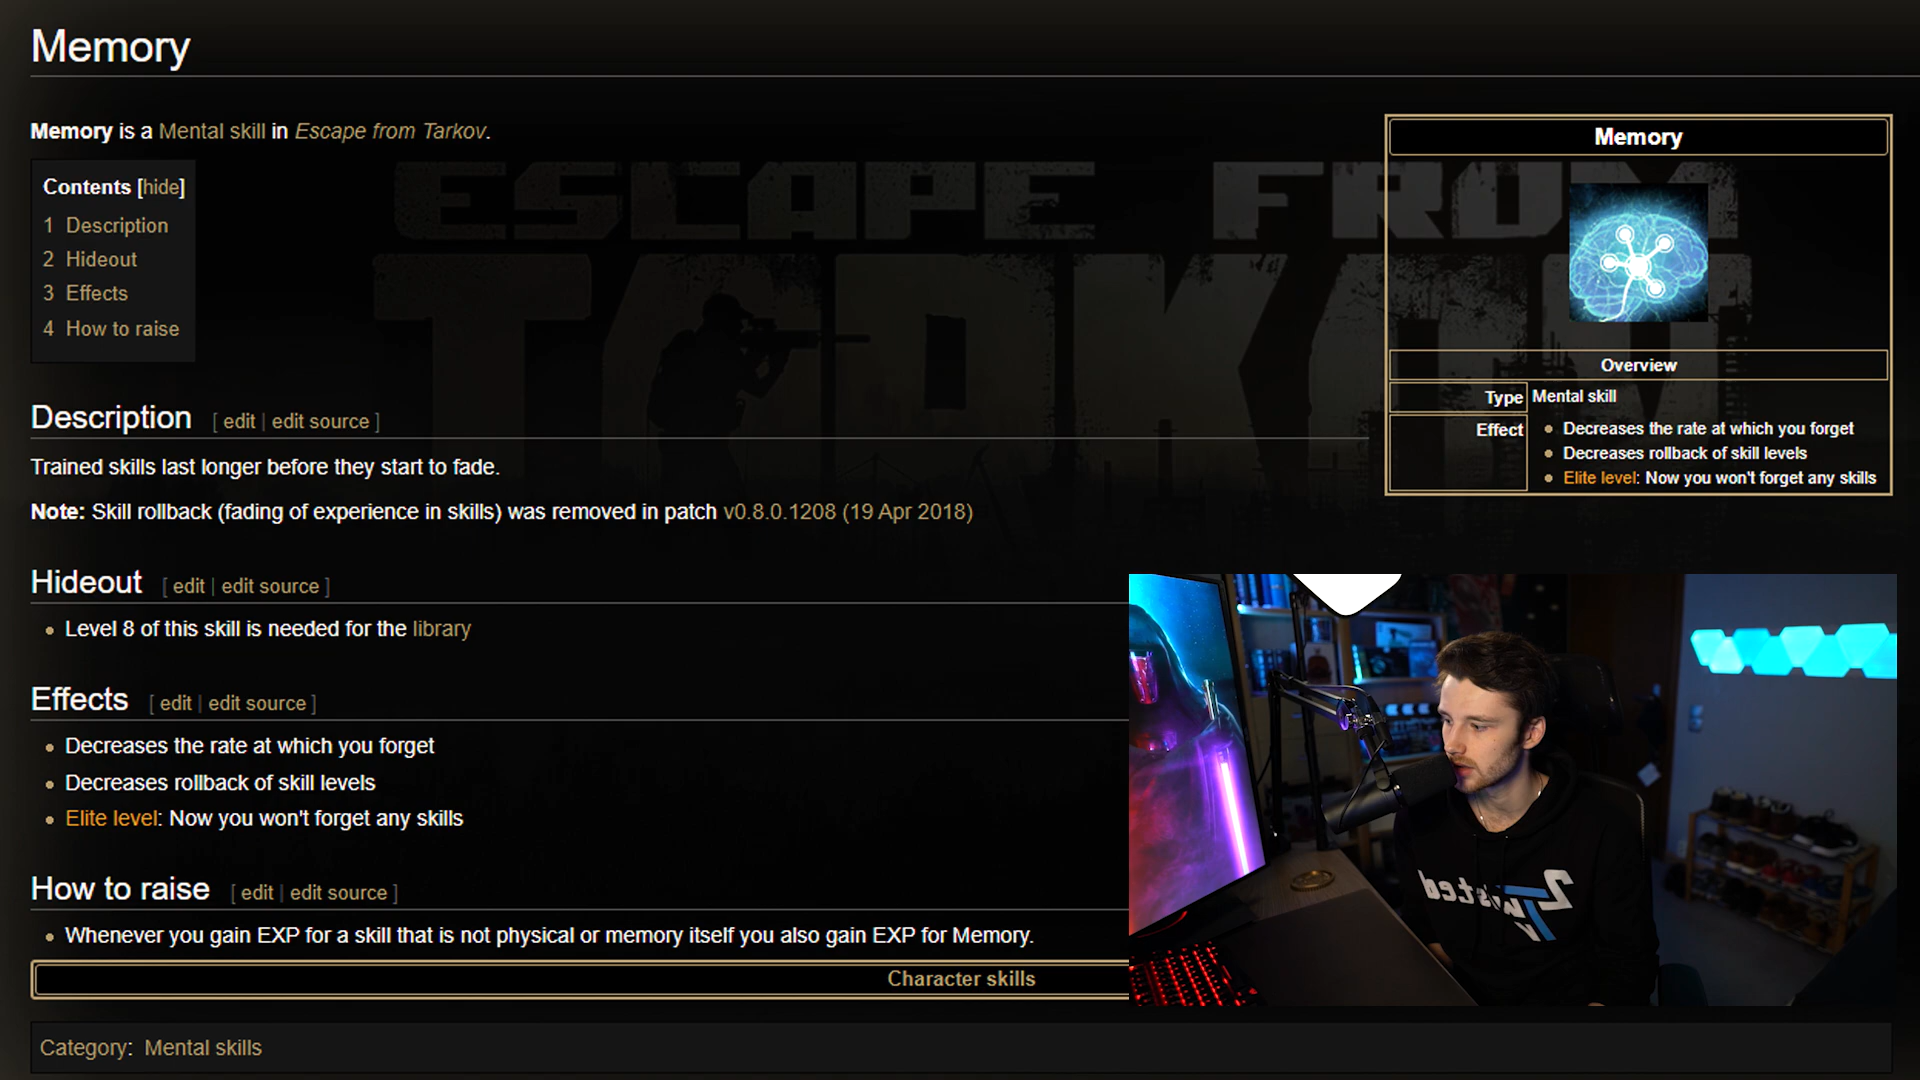 Memory
Memory is a Mental skill in Escape from Tarkov.
Contents [hide]
1 Description
2 Hideout
3 Effects
4 How to raise
ESCAPE FROM
TARKOV
Memory
Overview
Type Mental skill
Effect
Decreases the rate at which you forget
Decreases rollback of skill levels
Elite level: Now you won't forget any skills
Description [ edit | edit source ]
Trained skills last longer before they start to fade.
Note: Skill rollback (fading of experience in skills) was removed in patch v0.8.0.1208 (19 Apr 2018)
Hideout [ edit | edit source ]
Level 8 of this skill is needed for the library
Effects [ edit | edit source ]
Decreases the rate at which you forget
Decreases rollback of skill levels
Elite level: Now you won't forget any skills
How to raise [ edit | edit source ]
Whenever you gain EXP for a skill that is not physical or memory itself you also gain EXP for Memory.
Character skills
Category: Mental skills